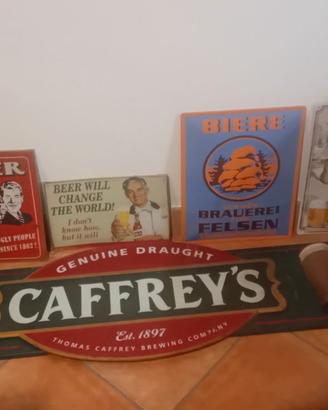 ER
GLY PEOPLE
SINCE 1862!
BEER WILL
CHANGE
THE WORLD!
I don't
know how,
but it will
BIERE
BRAUEREI
FELSEN
GENUINE DRAUGHT
CAFFREY'S
Est. 1897
THOMAS CAFFREY BREWING COMPANY